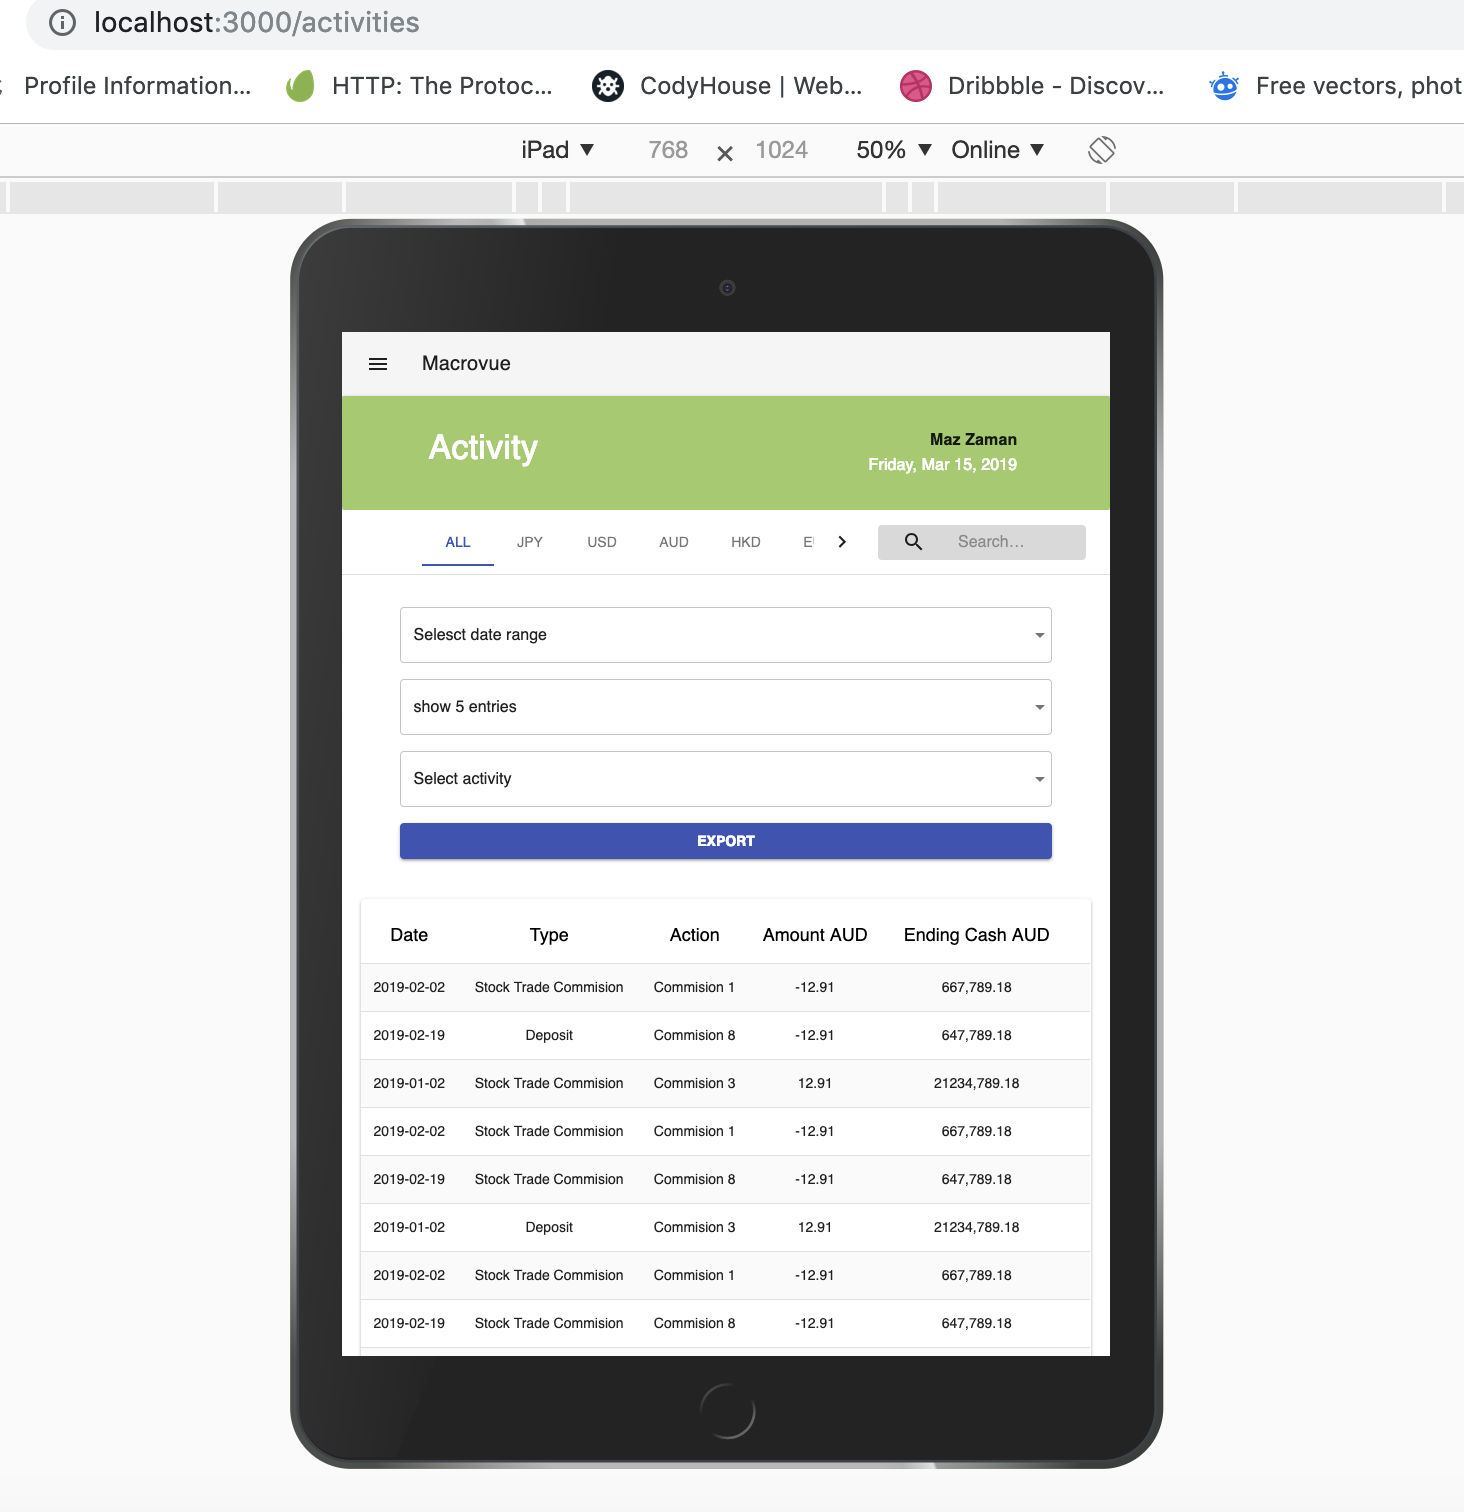 localhost:3000/activities
Profile Information... HTTP: The Protoc... CodyHouse | Web... Dribbble - Discov... Free vectors, phot
iPad ▼ 768 × 1024 50% ▼ Online ▼
Macrovue
Activity
Maz Zaman
Friday, Mar 15, 2019
ALL JPY USD AUD HKD Search...
Selesct date range
show 5 entries
Select activity
EXPORT
Date Type Action Amount AUD Ending Cash AUD
2019-02-02 Stock Trade Commision Commision 1 -12.91 667,789.18
2019-02-19 Deposit Commision 8 -12.91 647,789.18
2019-01-02 Stock Trade Commision Commision 3 12.91 21234,789.18
2019-02-02 Stock Trade Commision Commision 1 -12.91 667,789.18
2019-02-19 Stock Trade Commision Commision 8 -12.91 647,789.18
2019-01-02 Deposit Commision 3 12.91 21234,789.18
2019-02-02 Stock Trade Commision Commision 1 -12.91 667,789.18
2019-02-19 Stock Trade Commision Commision 8 -12.91 647,789.18